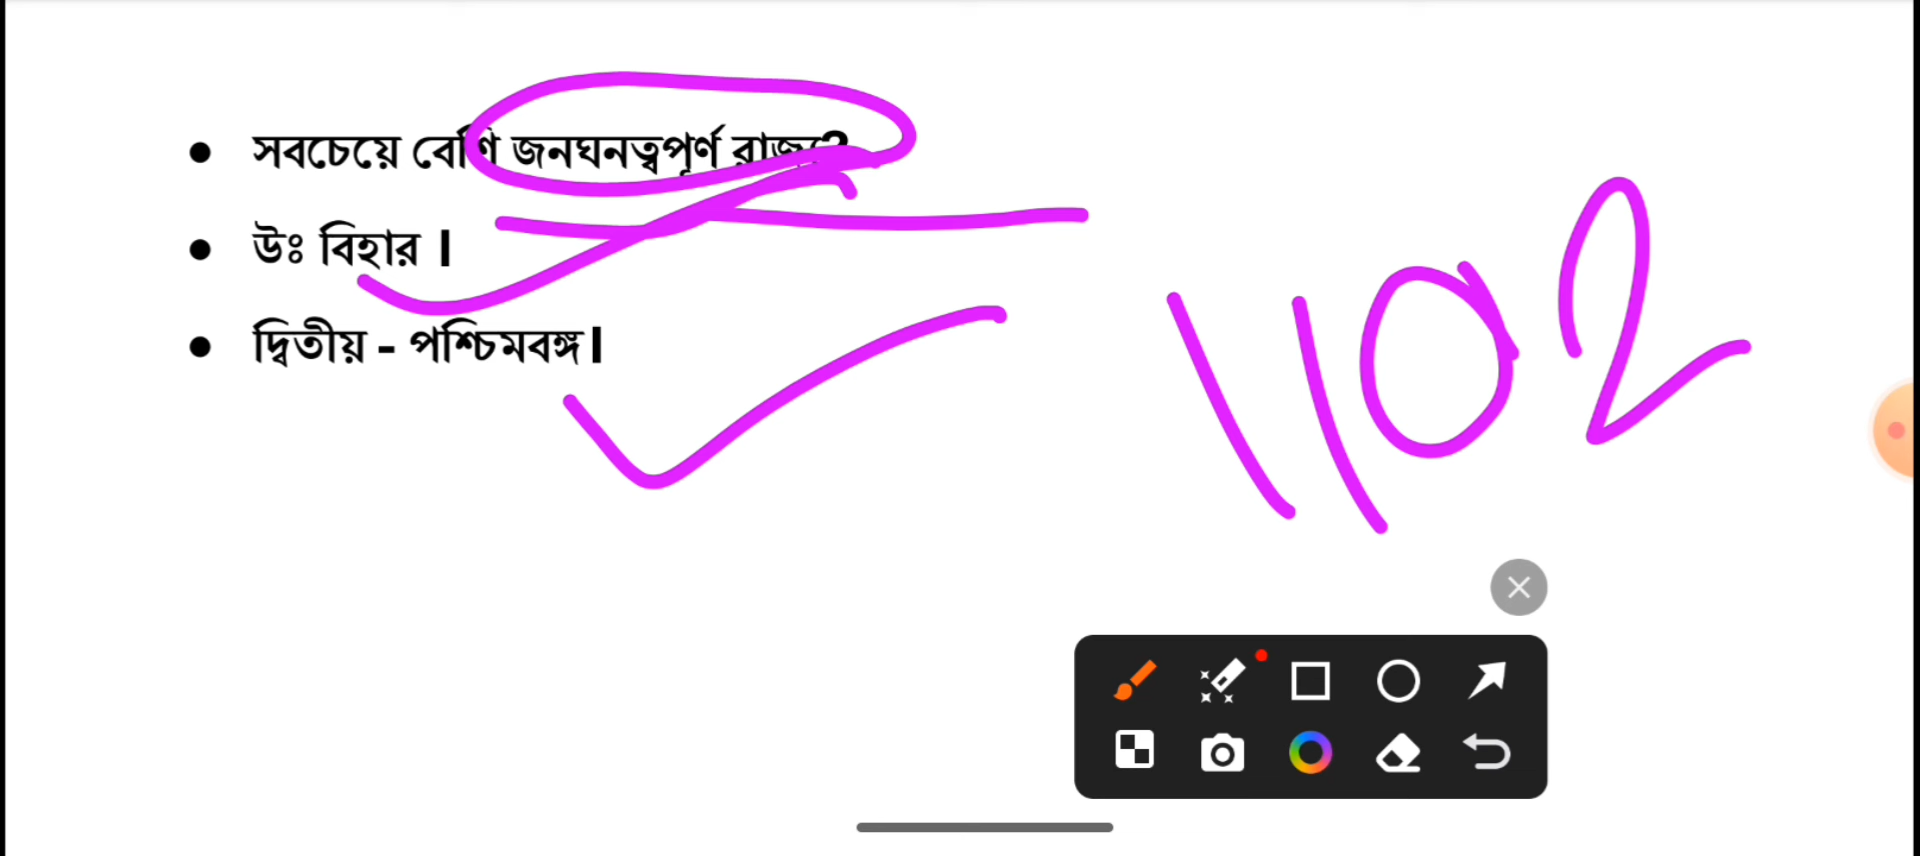 সবচেয়ে বেশি জনঘনত্বপূর্ণ রাজ্য?
উঃ বিহার ।
দ্বিতীয় - পশ্চিমবঙ্গ।
1102